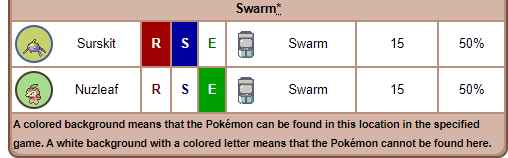 Swarm*
Surskit R S E Swarm 15 50%
Nuzleaf R S E Swarm 15 50%
A colored background means that the Pokémon can be found in this location in the specified
game. A white background with a colored letter means that the Pokémon cannot be found here.